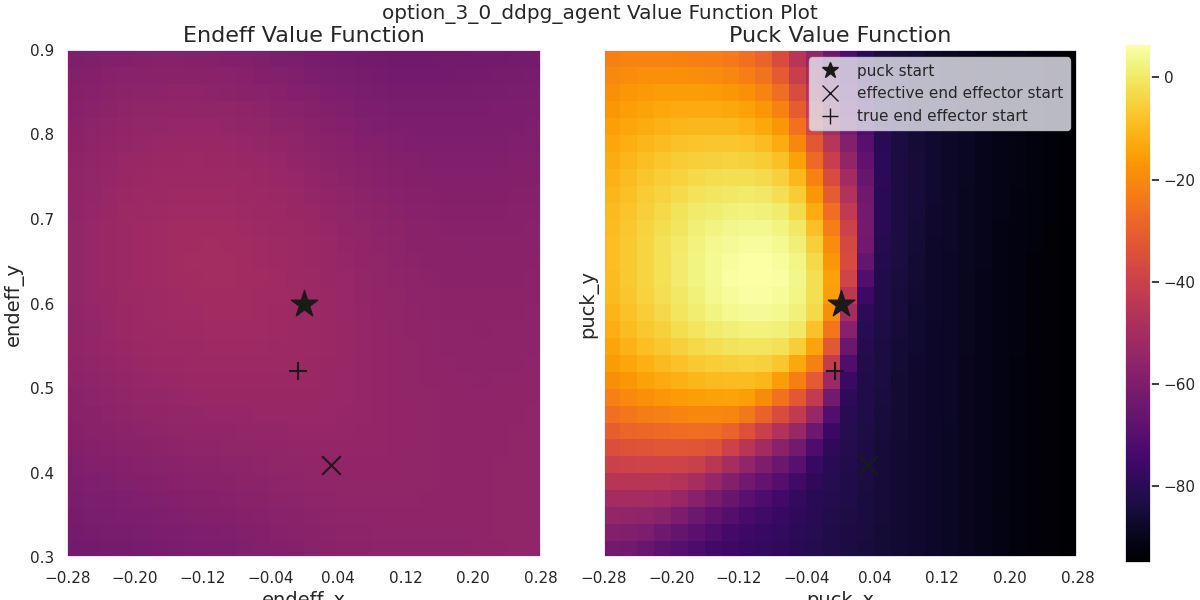 option_3_0_ddpg_agent Value Function Plot
Endeff Value Function
Puck Value Function
endeff_y
0.9
0.8
0.7
0.6
0.5
0.4
0.3
−0.28 −0.20 −0.12 −0.04 0.04 0.12 0.20 0.28
endeff_x
puck_y
puck start
effective end effector start
true end effector start
−0.28 −0.20 −0.12 −0.04 0.04 0.12 0.20 0.28
puck_x
0
−20
−40
−60
−80